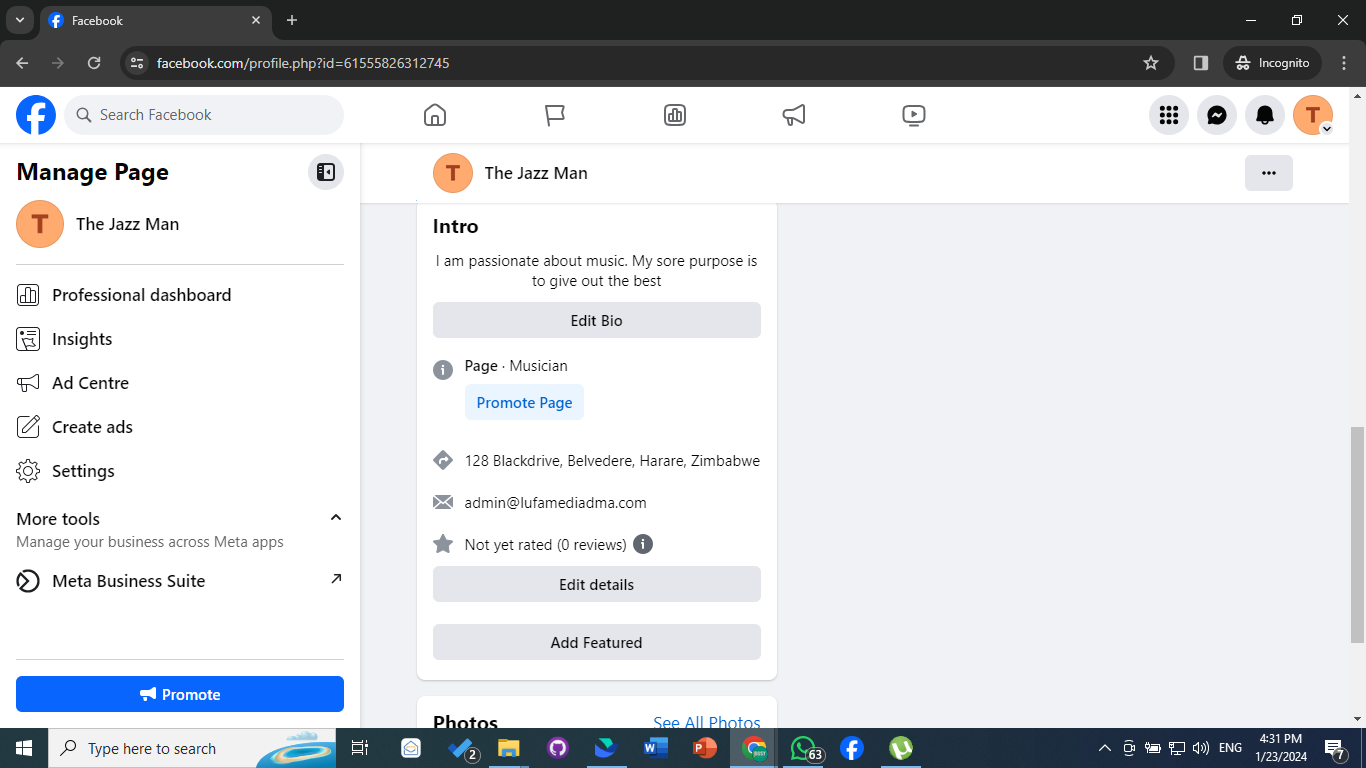 Facebook
facebook.com/profile.php?id=61555826312745
Incognito
Search Facebook
T
Manage Page
T
The Jazz Man
Professional dashboard
Insights
Ad Centre
Create ads
Settings
More tools
Manage your business across Meta apps
Meta Business Suite
Promote
T
The Jazz Man
Intro
I am passionate about music. My sore purpose is
to give out the best
Edit Bio
Page · Musician
Promote Page
128 Blackdrive, Belvedere, Harare, Zimbabwe
admin@lufamediadma.com
Not yet rated (0 reviews)
Edit details
Add Featured
Photos
See All Photos
Type here to search
2
63
ENG
4:31 PM
1/23/2024
7